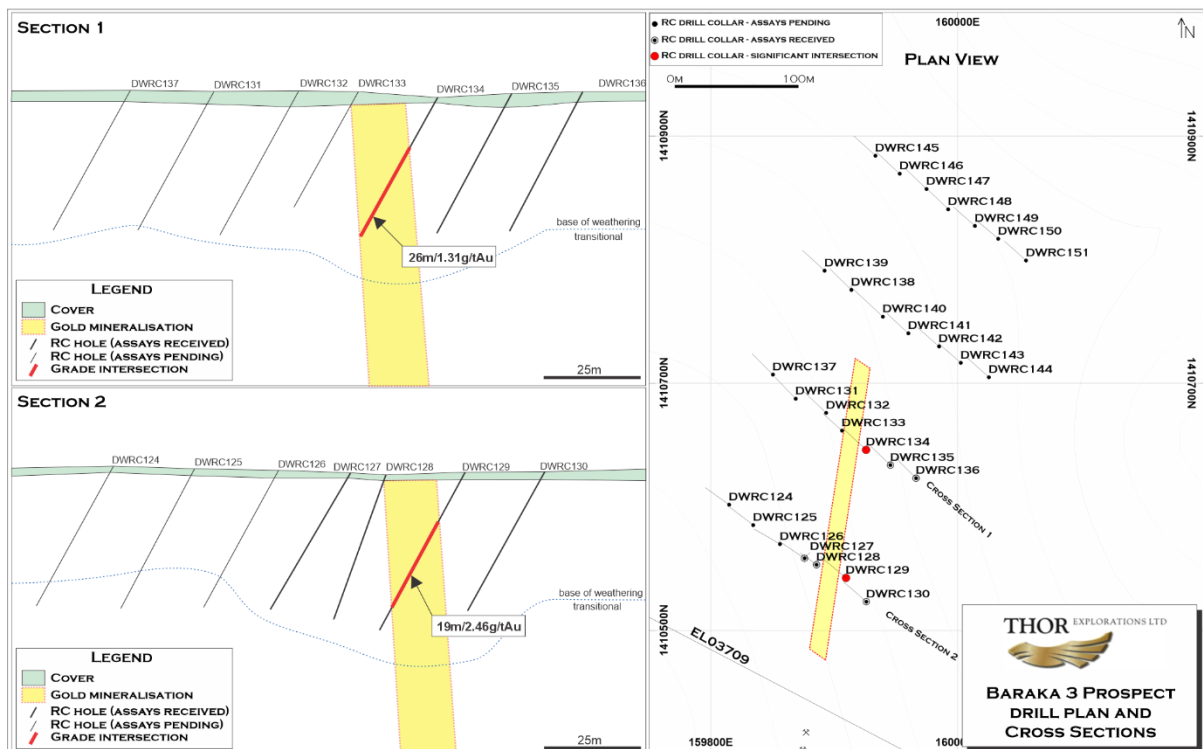 SECTION 1
DWRC137
DWRC131
DWRC132
DWRC133
DWRC134
DWRC135
DWRC136
base of weathering
transitional
26m/1.31g/tAu
LEGEND
COVER
GOLD MINERALISATION
RC HOLE (ASSAYS RECEIVED)
RC HOLE (ASSAYS PENDING)
GRADE INTERSECTION
25m
SECTION 2
DWRC124
DWRC125
DWRC126
DWRC127
DWRC128
DWRC129
DWRC130
base of weathering
transitional
19m/2.46g/tAu
LEGEND
COVER
GOLD MINERALISATION
RC HOLE (ASSAYS RECEIVED)
RC HOLE (ASSAYS PENDING)
GRADE INTERSECTION
25m
RC DRILL COLLAR - ASSAYS PENDING
RC DRILL COLLAR - ASSAYS RECEIVED
RC DRILL COLLAR - SIGNIFICANT INTERSECTION
160000E
N
PLAN VIEW
0M
100M
1410900N
1410900N
DWRC145
DWRC146
DWRC147
DWRC148
DWRC149
DWRC150
DWRC151
DWRC139
DWRC138
DWRC140
DWRC141
DWRC142
DWRC143
DWRC144
1410700N
1410700N
DWRC137
DWRC131
DWRC132
DWRC133
DWRC134
DWRC135
DWRC136
CROSS SECTION 1
DWRC124
DWRC125
DWRC126
DWRC127
DWRC128
DWRC129
DWRC130
CROSS SECTION 2
1410500N
EL03709
159800E
THOR EXPLORATIONS LTD
BARAKA 3 PROSPECT
DRILL PLAN AND
CROSS SECTIONS